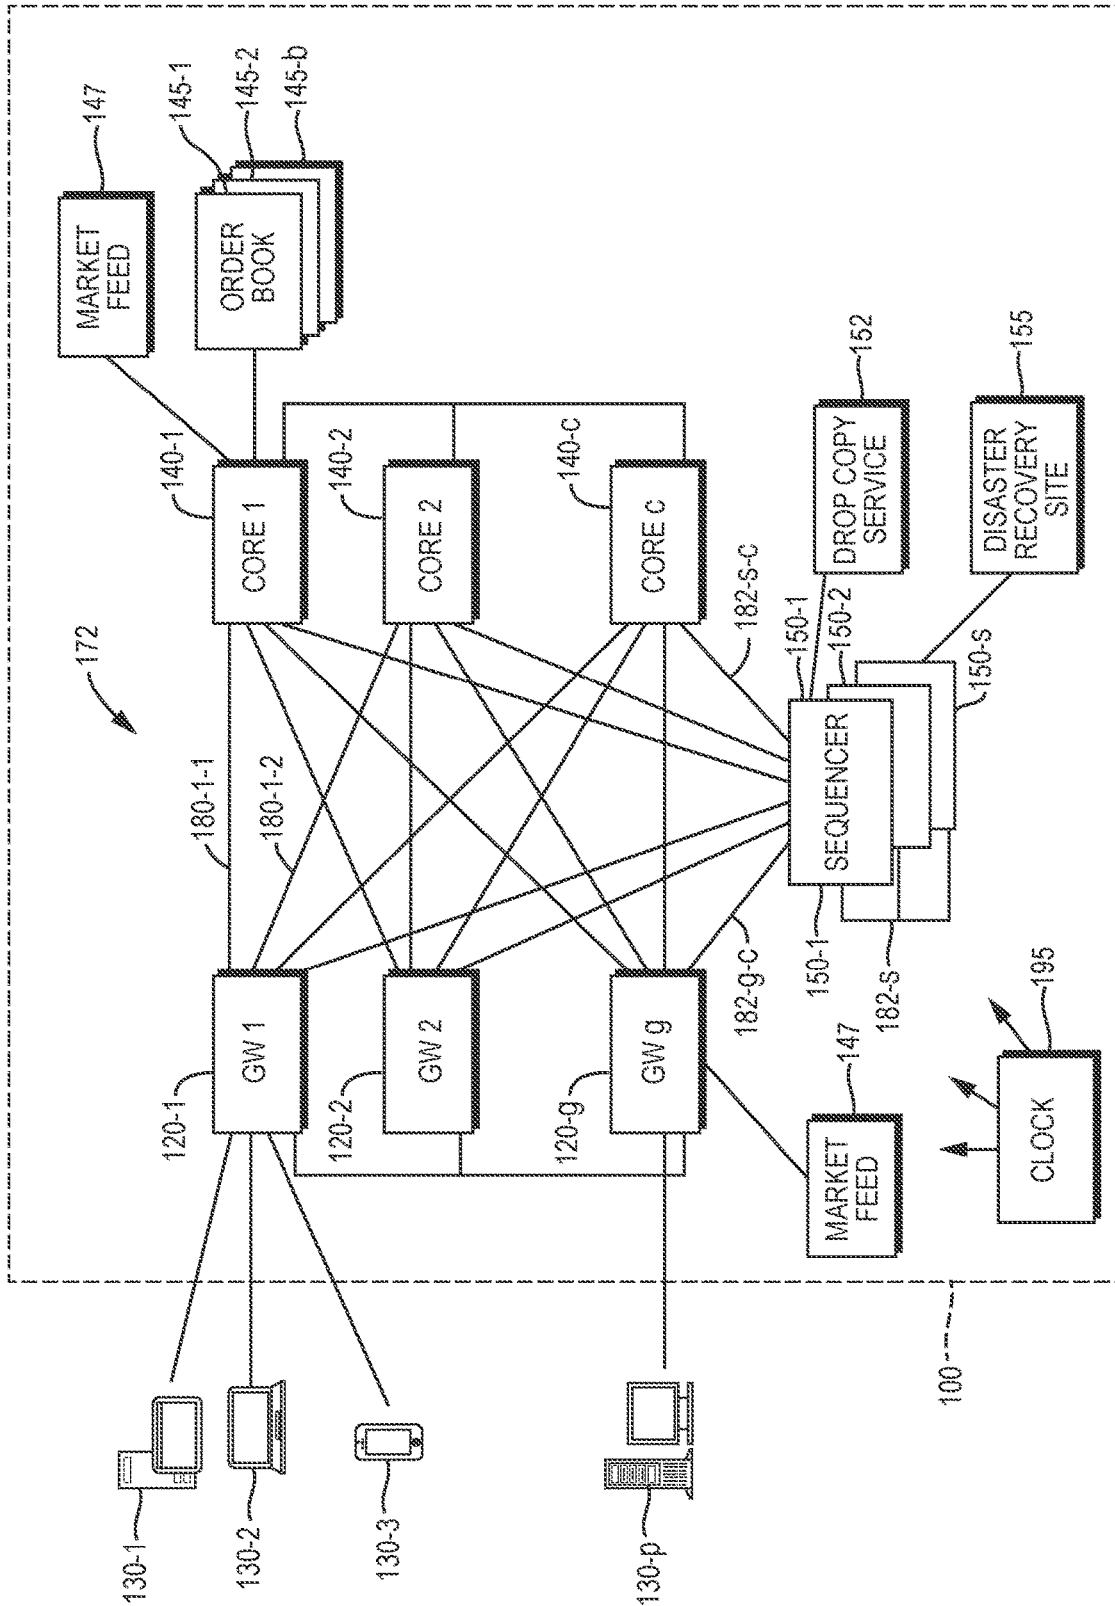 172
130-1
130-2
130-3
130-p
120-1
GW 1
120-2
GW 2
120-g
GW g
180-1-1
180-1-2
140-1
CORE 1
140-2
CORE 2
140-c
CORE c
147
MARKET
FEED
145-1
145-2
145-b
ORDER
BOOK
182-g-c
182-s-c
147
MARKET
FEED
150-1
182-s
SEQUENCER
150-1
150-2
150-s
152
DROP COPY
SERVICE
155
DISASTER
RECOVERY
SITE
195
CLOCK
100